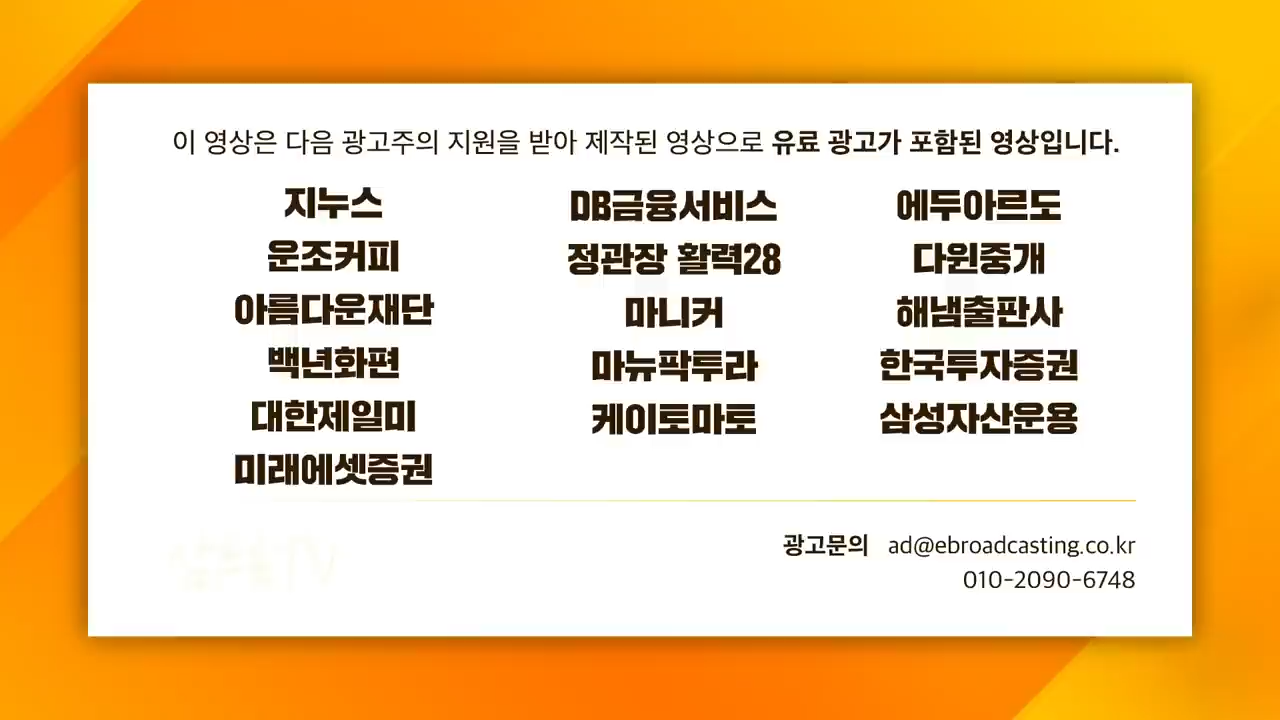 이 영상은 다음 광고주의 지원을 받아 제작된 영상으로 유료 광고가 포함된 영상입니다.
지누스 DB금융서비스 에두아르도
운조커피 정관장 활력28 다윈중개
아름다운재단 마니커 해냄출판사
백년화편 마뉴팍투라 한국투자증권
대한제일미 케이토마토 삼성자산운용
미래에셋증권
광고문의 ad@ebroadcasting.co.kr
010-2090-6748